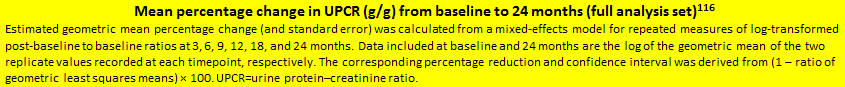 Mean percentage change in UPCR (g/g) from baseline to 24 months (full analysis set)116
Estimated geometric mean percentage change (and standard error) was calculated from a mixed-effects model for repeated measures of log-transformed
post-baseline to baseline ratios at 3, 6, 9, 12, 18, and 24 months. Data included at baseline and 24 months are the log of the geometric mean of the two
replicate values recorded at each timepoint, respectively. The corresponding percentage reduction and confidence interval was derived from (1 – ratio of
geometric least squares means) × 100. UPCR=urine protein–creatinine ratio.